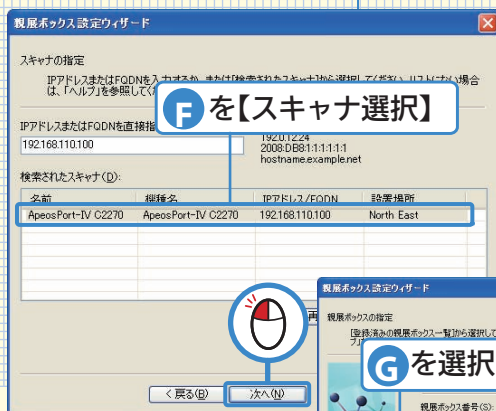 親展ボックス設定ウィザード
スキャナの指定
IPアドレスまたはFQDNを入力するか、または[検索されたスキャナ]から選択してください。リストにない場合
は、「ヘルプ」を参照してくだ
F を【スキャナ選択】
IPアドレスまたはFQDNを直接指
192.168.110.100
192.0.12.24
2008:DB8:1:1:1:1:1:1
hostname.example.net
検索されたスキャナ(D):
名前 機種名 IPアドレス/FQDN 設置場所
ApeosPort-IV C2270 ApeosPort-IV C2270 192.168.110.100 North East
再
親展ボックス設定ウィザード
親展ボックスの指定
[登録済みの親展ボックス一覧]から選択して
G を選択
親展ボックス番号(S):
< 戻る(B) 次へ(N)